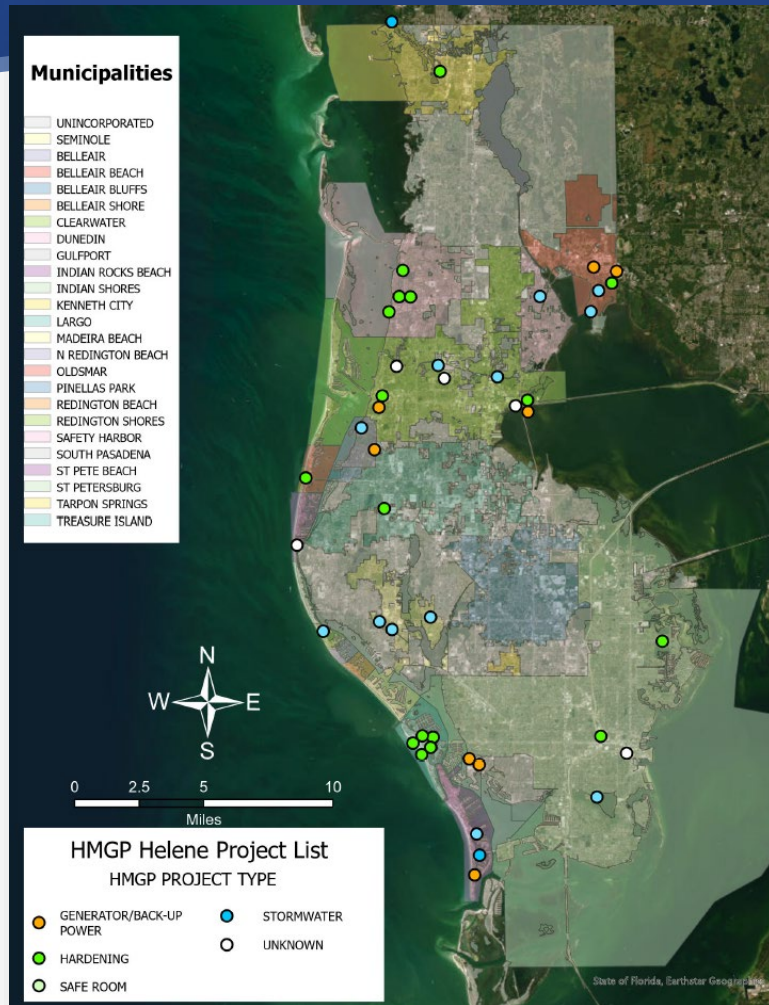 Municipalities
UNINCORPORATED
SEMINOLE
BELLEAIR
BELLEAIR BEACH
BELLEAIR BLUFFS
BELLEAIR SHORE
CLEARWATER
DUNEDIN
GULFPORT
INDIAN ROCKS BEACH
INDIAN SHORES
KENNETH CITY
LARGO
MADEIRA BEACH
N REDINGTON BEACH
OLDSMAR
PINELLAS PARK
REDINGTON BEACH
REDINGTON SHORES
SAFETY HARBOR
SOUTH PASADENA
ST PETE BEACH
ST PETERSBURG
TARPON SPRINGS
TREASURE ISLAND
N
W E
S
0 2.5 5 10
Miles
HMGP Helene Project List
HMGP PROJECT TYPE
GENERATOR/BACK-UP
POWER
HARDENING
SAFE ROOM
STORMWATER
UNKNOWN
State of Florida, Earthstar Geographics